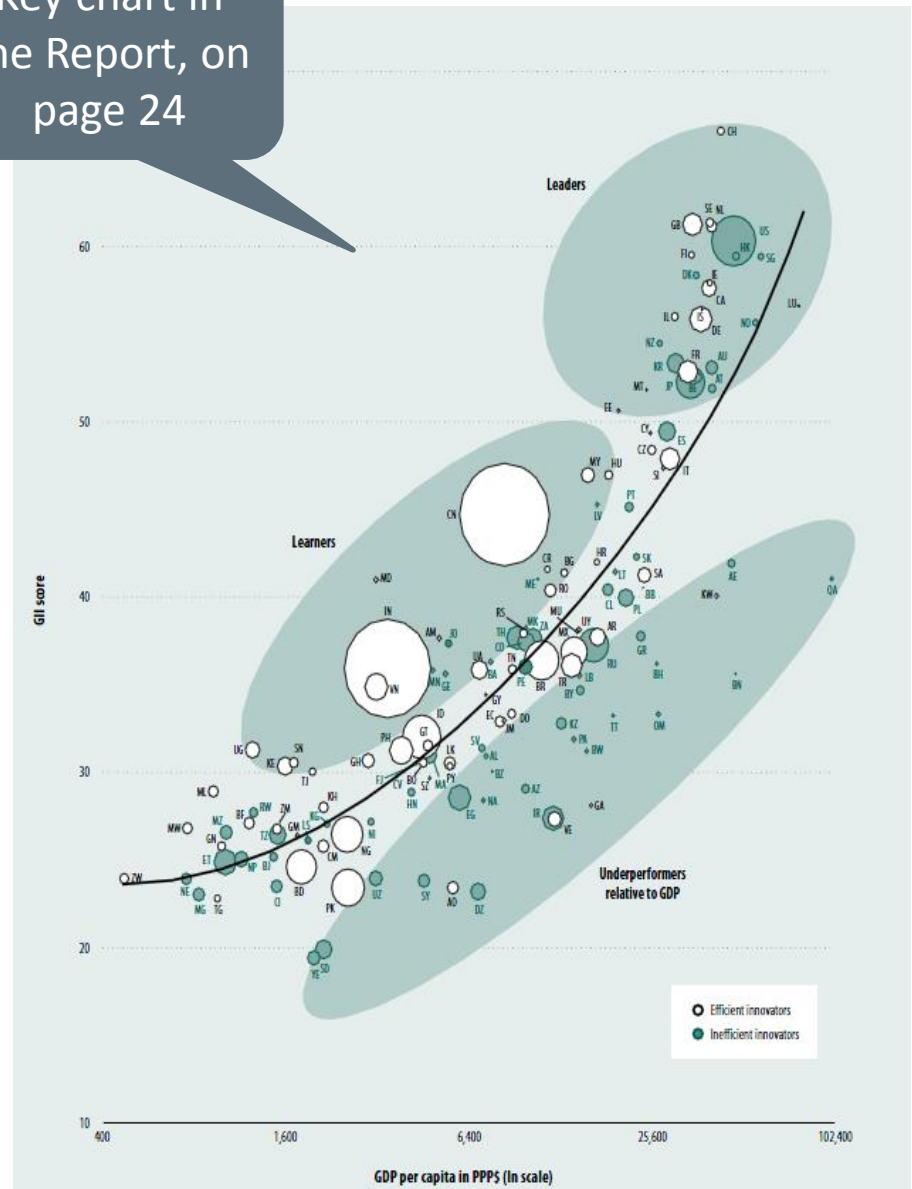 Key chart in
the Report, on
page 24
CH
Leaders
SE NL
GB
US
60
HK
FI
SG
DK
IE
CA
LU
IL
IS
NO
DE
NZ
FR
KR
AU
AT
MT
JP
BE
EE
50
CY
ES
CZ
SI
IT
MY
HU
PT
LV
CN
Learners
CR
BG
HR
SK
AE
ME
LT
SA
MD
RO
BB
QA
40
KW
CL
PL
IN
RS
MK
ZA
MU
UY
AR
AM
JO
TH
CO
MX
RU
GR
UA
BA
TN
MN
GE
PE
BR
TR
LB
BH
BN
VN
BY
GY
ID
EC
JM
DO
KZ
TT
OM
UG
PH
GT
SV
AL
PA
BW
KE
SN
GH
LK
PY
30
TJ
FJ
CV
BO
SZ
MA
BZ
ML
HN
AZ
KH
EG
NA
GA
BF
RW
ZM
MW
MZ
GM
LS
KG
NI
IR
VE
GN
TZ
CM
NG
ET
NP
BJ
BD
Underperformers
relative to GDP
ZW
NE
CI
PK
UZ
SY
AO
DZ
MG
TG
20
YE
SD
Efficient innovators
Inefficient innovators
10
400
1,600
6,400
25,600
102,400
GII score
GDP per capita in PPP$ (ln scale)